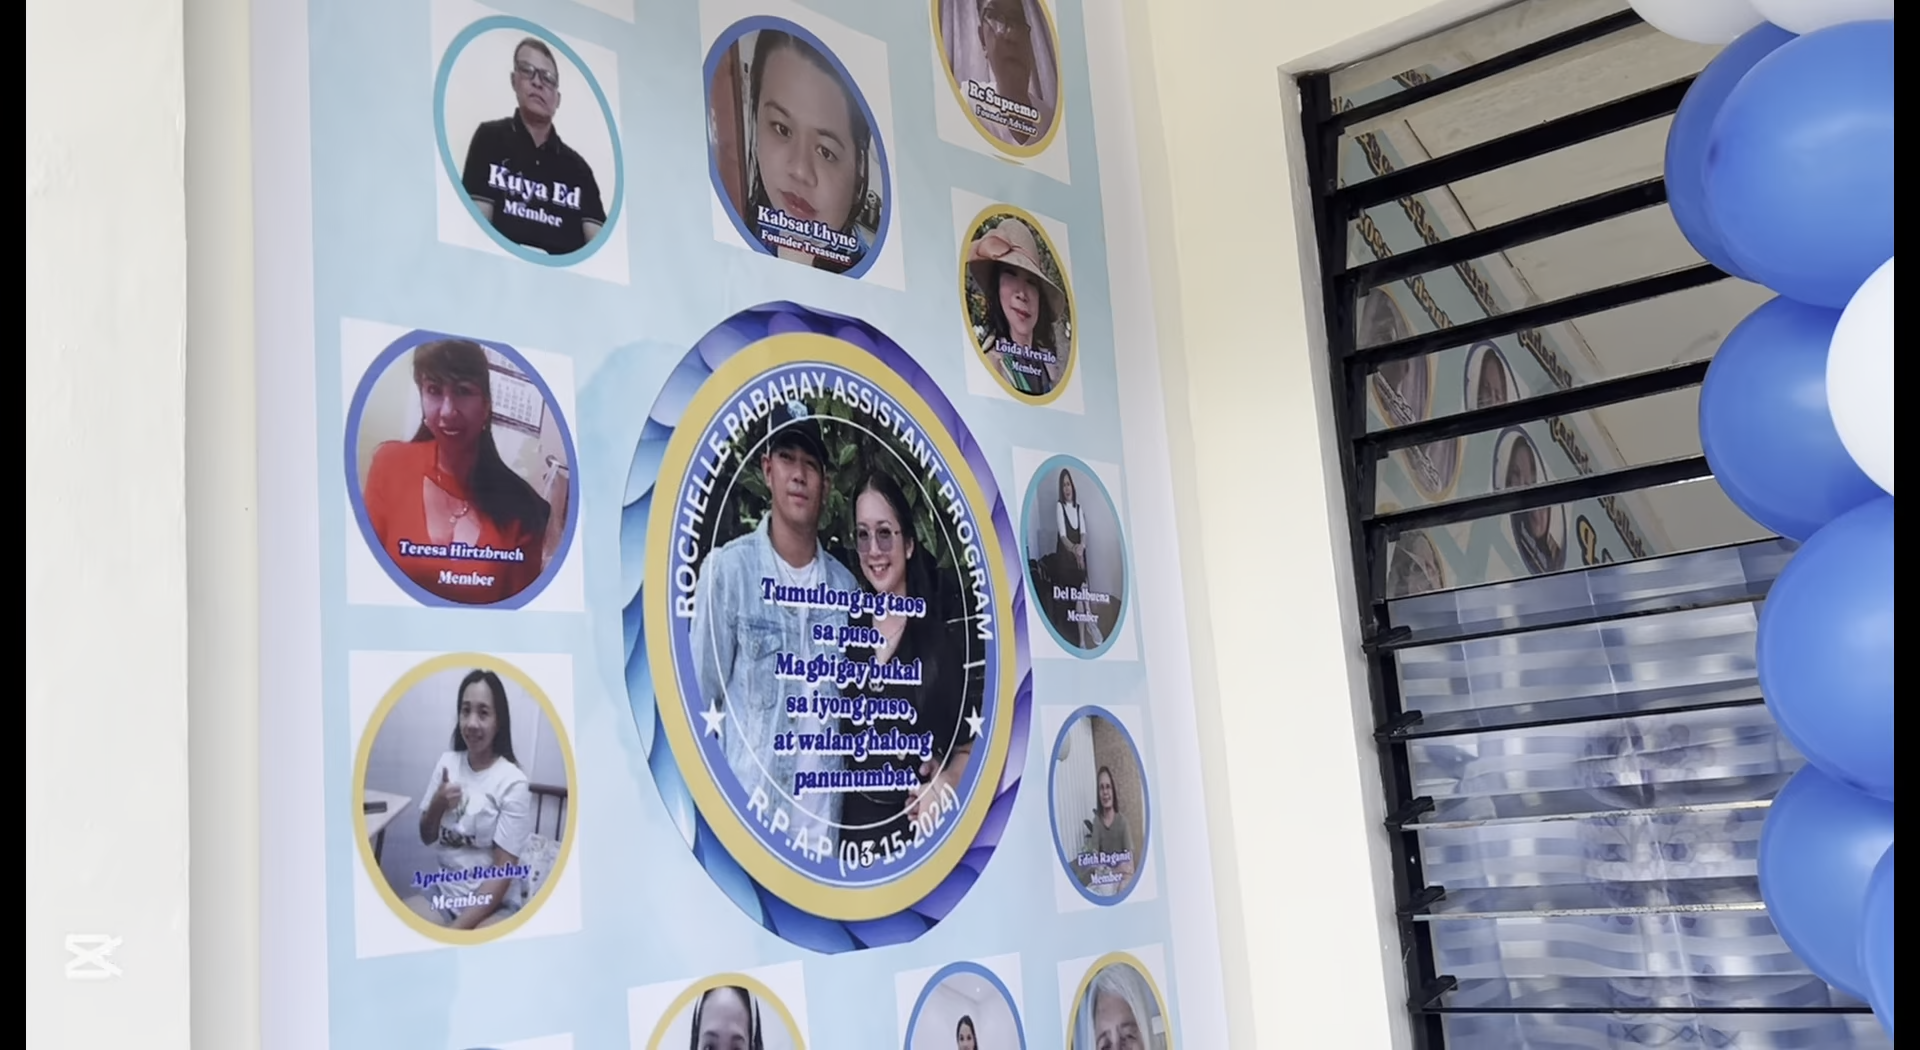 Kuya Ed
Member
Kabsat Lhyne
Founder Treasurer
Rc Supremo
Founder Adviser
Loida Arevalo
Member
Teresa Hirtzbruch
Member
ROCHELLE PABAHAY ASSISTANT PROGRAM
Tumulong ng taos
sa puso.
Magbigay bukal
sa iyong puso,
at walang halong
panunumbat.
R.P.A.P (03-15-2024)
Del Balbuena
Member
Apricot Betchay
Member
Edith Raganit
Member